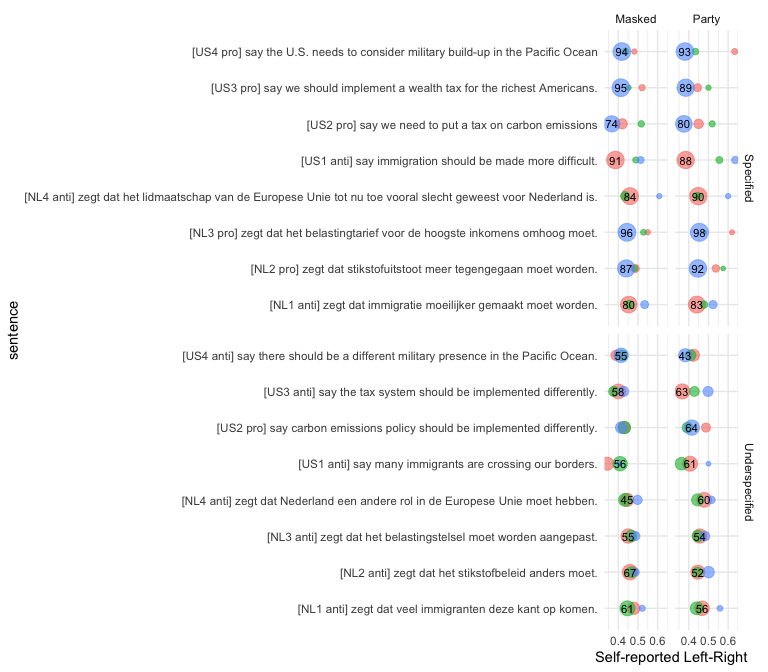 Masked Party
[US4 pro] say the U.S. needs to consider military build-up in the Pacific Ocean 94 93
[US3 pro] say we should implement a wealth tax for the richest Americans. 95 89
[US2 pro] say we need to put a tax on carbon emissions 74 80
[US1 anti] say immigration should be made more difficult. 91 88
[NL4 anti] zegt dat het lidmaatschap van de Europese Unie tot nu toe vooral slecht geweest voor Nederland is. 84 90
[NL3 pro] zegt dat het belastingtarief voor de hoogste inkomens omhoog moet. 96 98
[NL2 pro] zegt dat stikstofuitstoot meer tegengegaan moet worden. 87 92
[NL1 anti] zegt dat immigratie moeilijker gemaakt moet worden. 80 83
Specified
[US4 anti] say there should be a different military presence in the Pacific Ocean. 55 43
[US3 anti] say the tax system should be implemented differently. 58 63
[US2 pro] say carbon emissions policy should be implemented differently. 64
[US1 anti] say many immigrants are crossing our borders. 56 61
[NL4 anti] zegt dat Nederland een andere rol in de Europese Unie moet hebben. 45 60
[NL3 anti] zegt dat het belastingstelsel moet worden aangepast. 55 54
[NL2 anti] zegt dat het stikstofbeleid anders moet. 67 52
[NL1 anti] zegt dat veel immigranten deze kant op komen. 61 56
Underspecified
sentence
0.4 0.5 0.6 0.4 0.5 0.6
Self-reported Left-Right